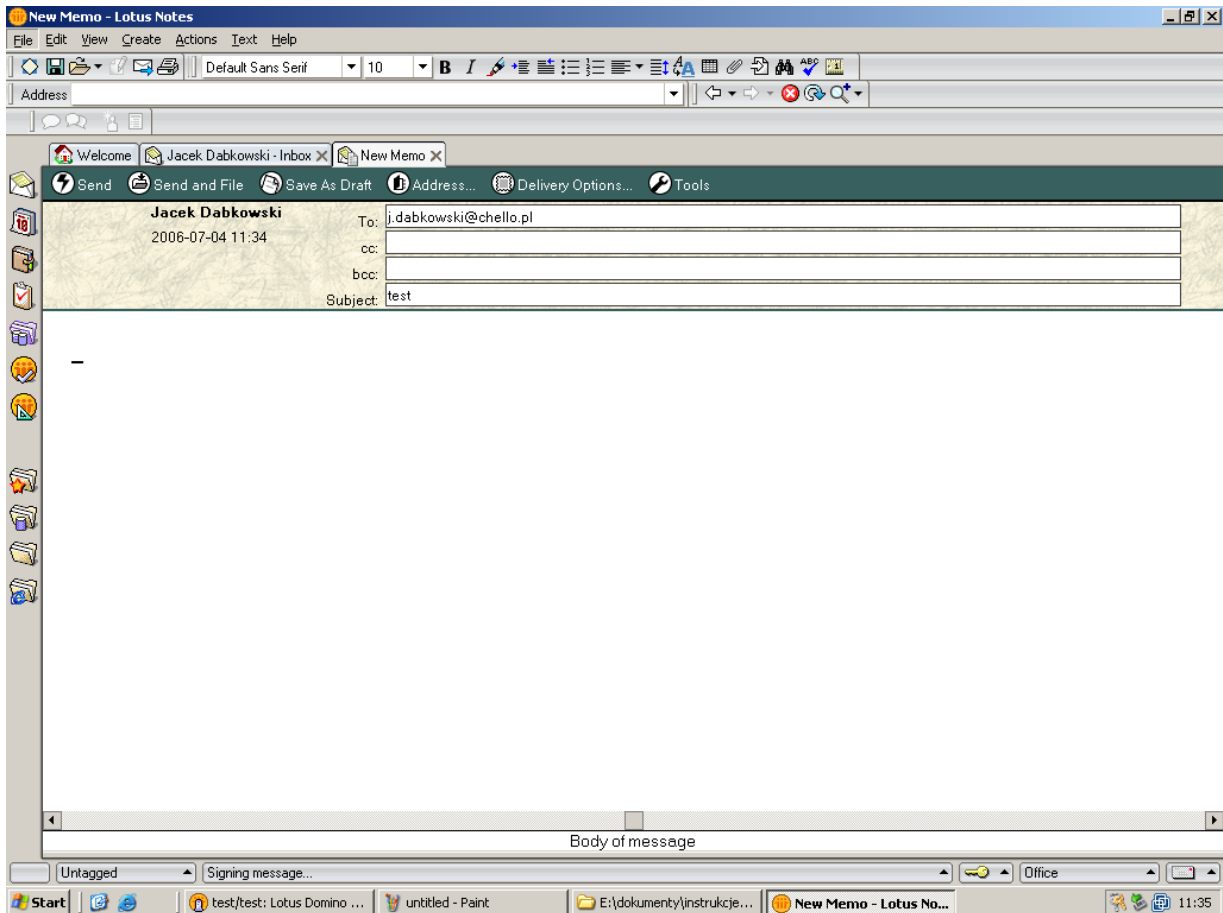 New Memo - Lotus Notes
File Edit View Create Actions Text Help
Default Sans Serif 10 B I
Address
Welcome Jacek Dabkowski - Inbox New Memo
Send Send and File Save As Draft Address... Delivery Options... Tools
Jacek Dabkowski
2006-07-04 11:34
To: j.dabkowski@chello.pl
cc:
bcc:
Subject: test
Body of message
Untagged Signing message... Office
Start test/test: Lotus Domino ... untitled - Paint E:\dokumenty\instrukcje... New Memo - Lotus No... 11:35